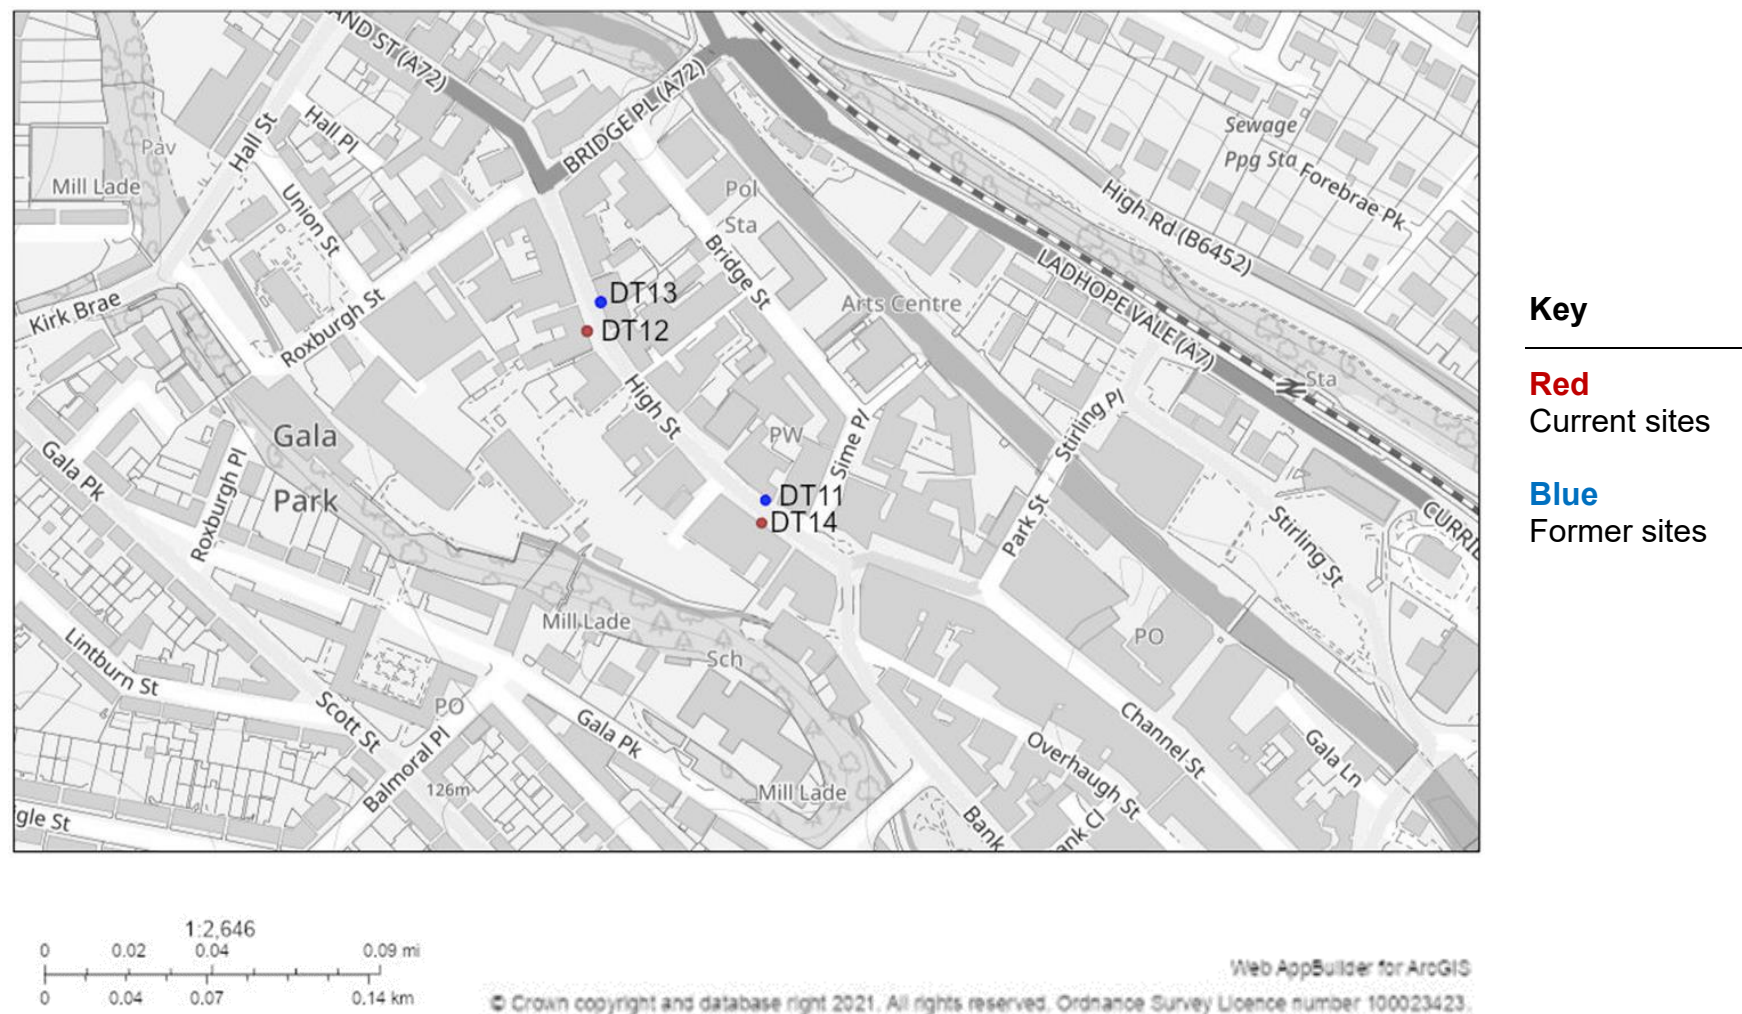 AND ST (A72)
BRIDGE PL (A72)
Hall St
Hall Pl
Pav
Mill Lade
Union St
Pol
Sta
Sewage
Ppg Sta
Forebrae Pk
High Rd (B6452)
Bridge St
LADHOPE VALE (A7)
Arts Centre
DT13
DT12
Kirk Brae
Roxburgh St
High St
Sta
Stirling Pl
Key
Red
Current sites
Blue
Former sites
Gala
Park
Gala Pk
Roxburgh Pl
PW
Sime Pl
DT11
DT14
Park St
Stirling St
CURRIE
Mill Lade
Sch
PO
Lintburn St
Scott St
PO
Balmoral Pl
Gala Pk
126m
Mill Lade
Overhaugh St
Channel St
Gala Ln
Bank
ank Cl
gle St
1:2,646
0 0.02 0.04 0.09 mi
0 0.04 0.07 0.14 km
Web AppBuilder for ArcGIS
© Crown copyright and database right 2021. All rights reserved. Ordnance Survey Licence number 100023423.